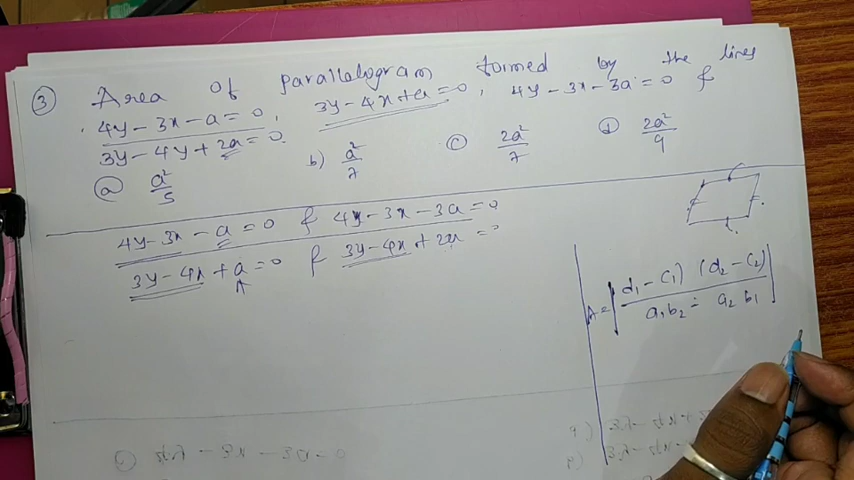 ③ Area of parallelogram formed by the lines
4y-3x-a=0, 3y-4x+a=0, 4y-3x-3a=0 &
3y-4y+2a=0.
ⓐ a²/5 b) a²/7 ⓒ 2a²/7 ⓓ 2a²/9
4y-3x-a=0 & 4y-3x-3a=0
3y-4x+a=0 & 3y-4x+2a=0
A=|(d₁-c₁)(d₂-c₂)/a₁b₂-a₂b₁|